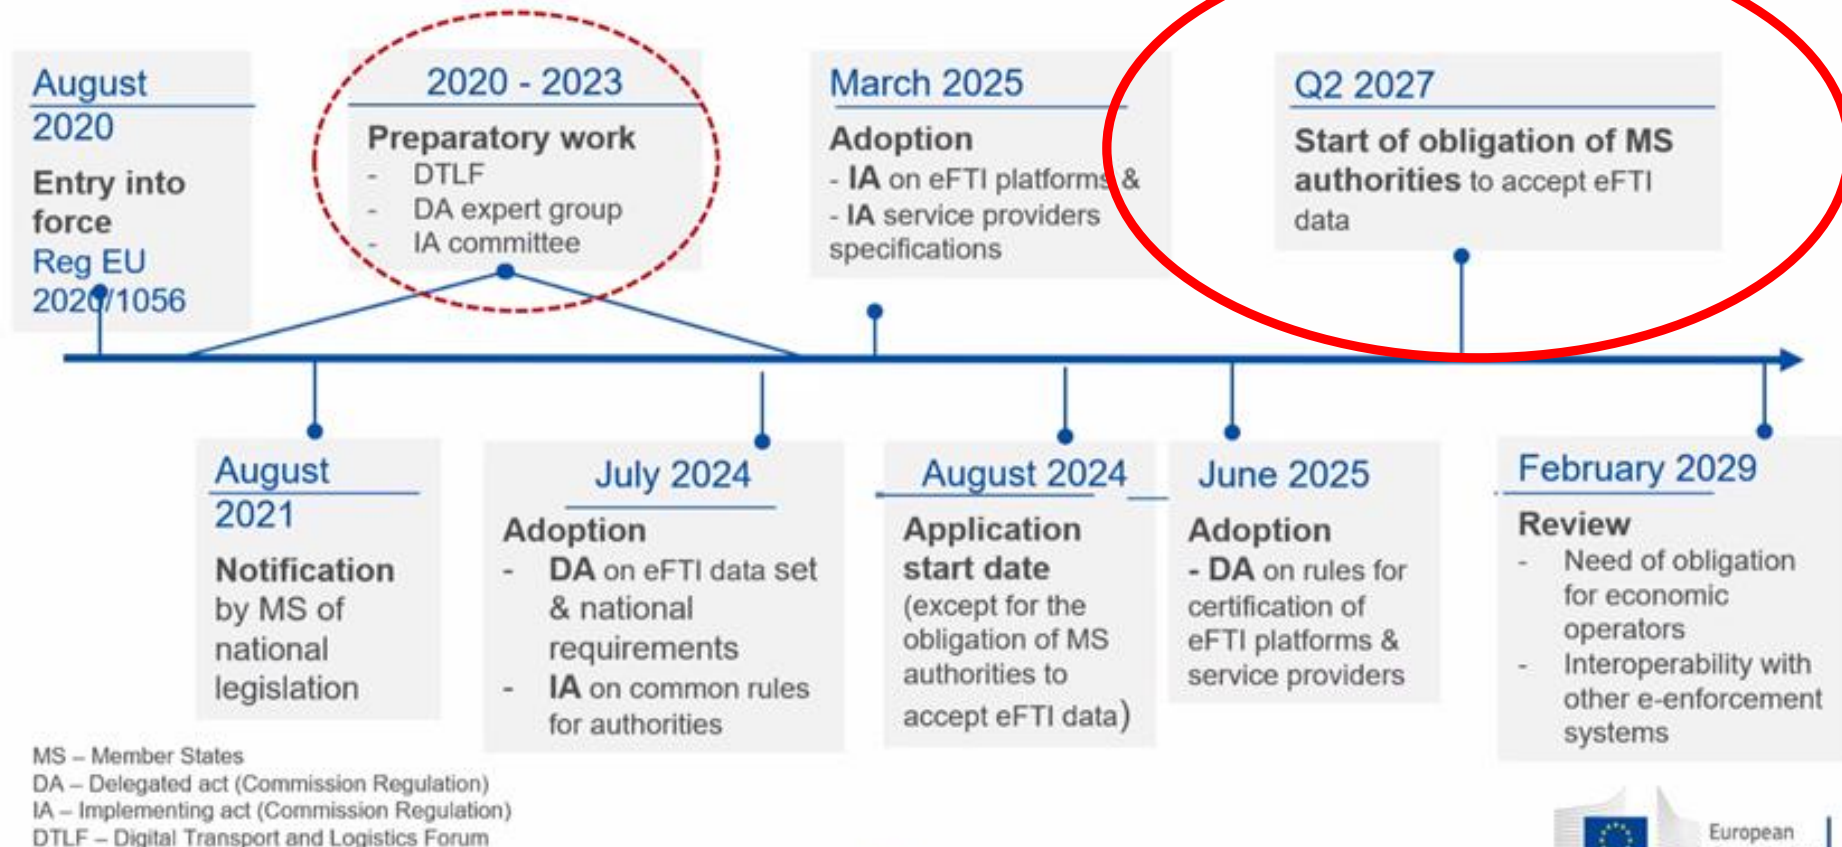 August
2020
Entry into
force
Reg EU
2020/1056
2020 - 2023
Preparatory work
- DTLF
- DA expert group
- IA committee
March 2025
Adoption
- IA on eFTI platforms &
- IA service providers
specifications
Q2 2027
Start of obligation of MS
authorities to accept eFTI
data
August
2021
Notification
by MS of
national
legislation
July 2024
Adoption
- DA on eFTI data set
& national
requirements
- IA on common rules
for authorities
August 2024
Application
start date
(except for the
obligation of MS
authorities to
accept eFTI data)
June 2025
Adoption
- DA on rules for
certification of
eFTI platforms &
service providers
February 2029
Review
- Need of obligation
for economic
operators
- Interoperability with
other e-enforcement
systems
MS – Member States
DA – Delegated act (Commission Regulation)
IA – Implementing act (Commission Regulation)
DTLF – Digital Transport and Logistics Forum
European